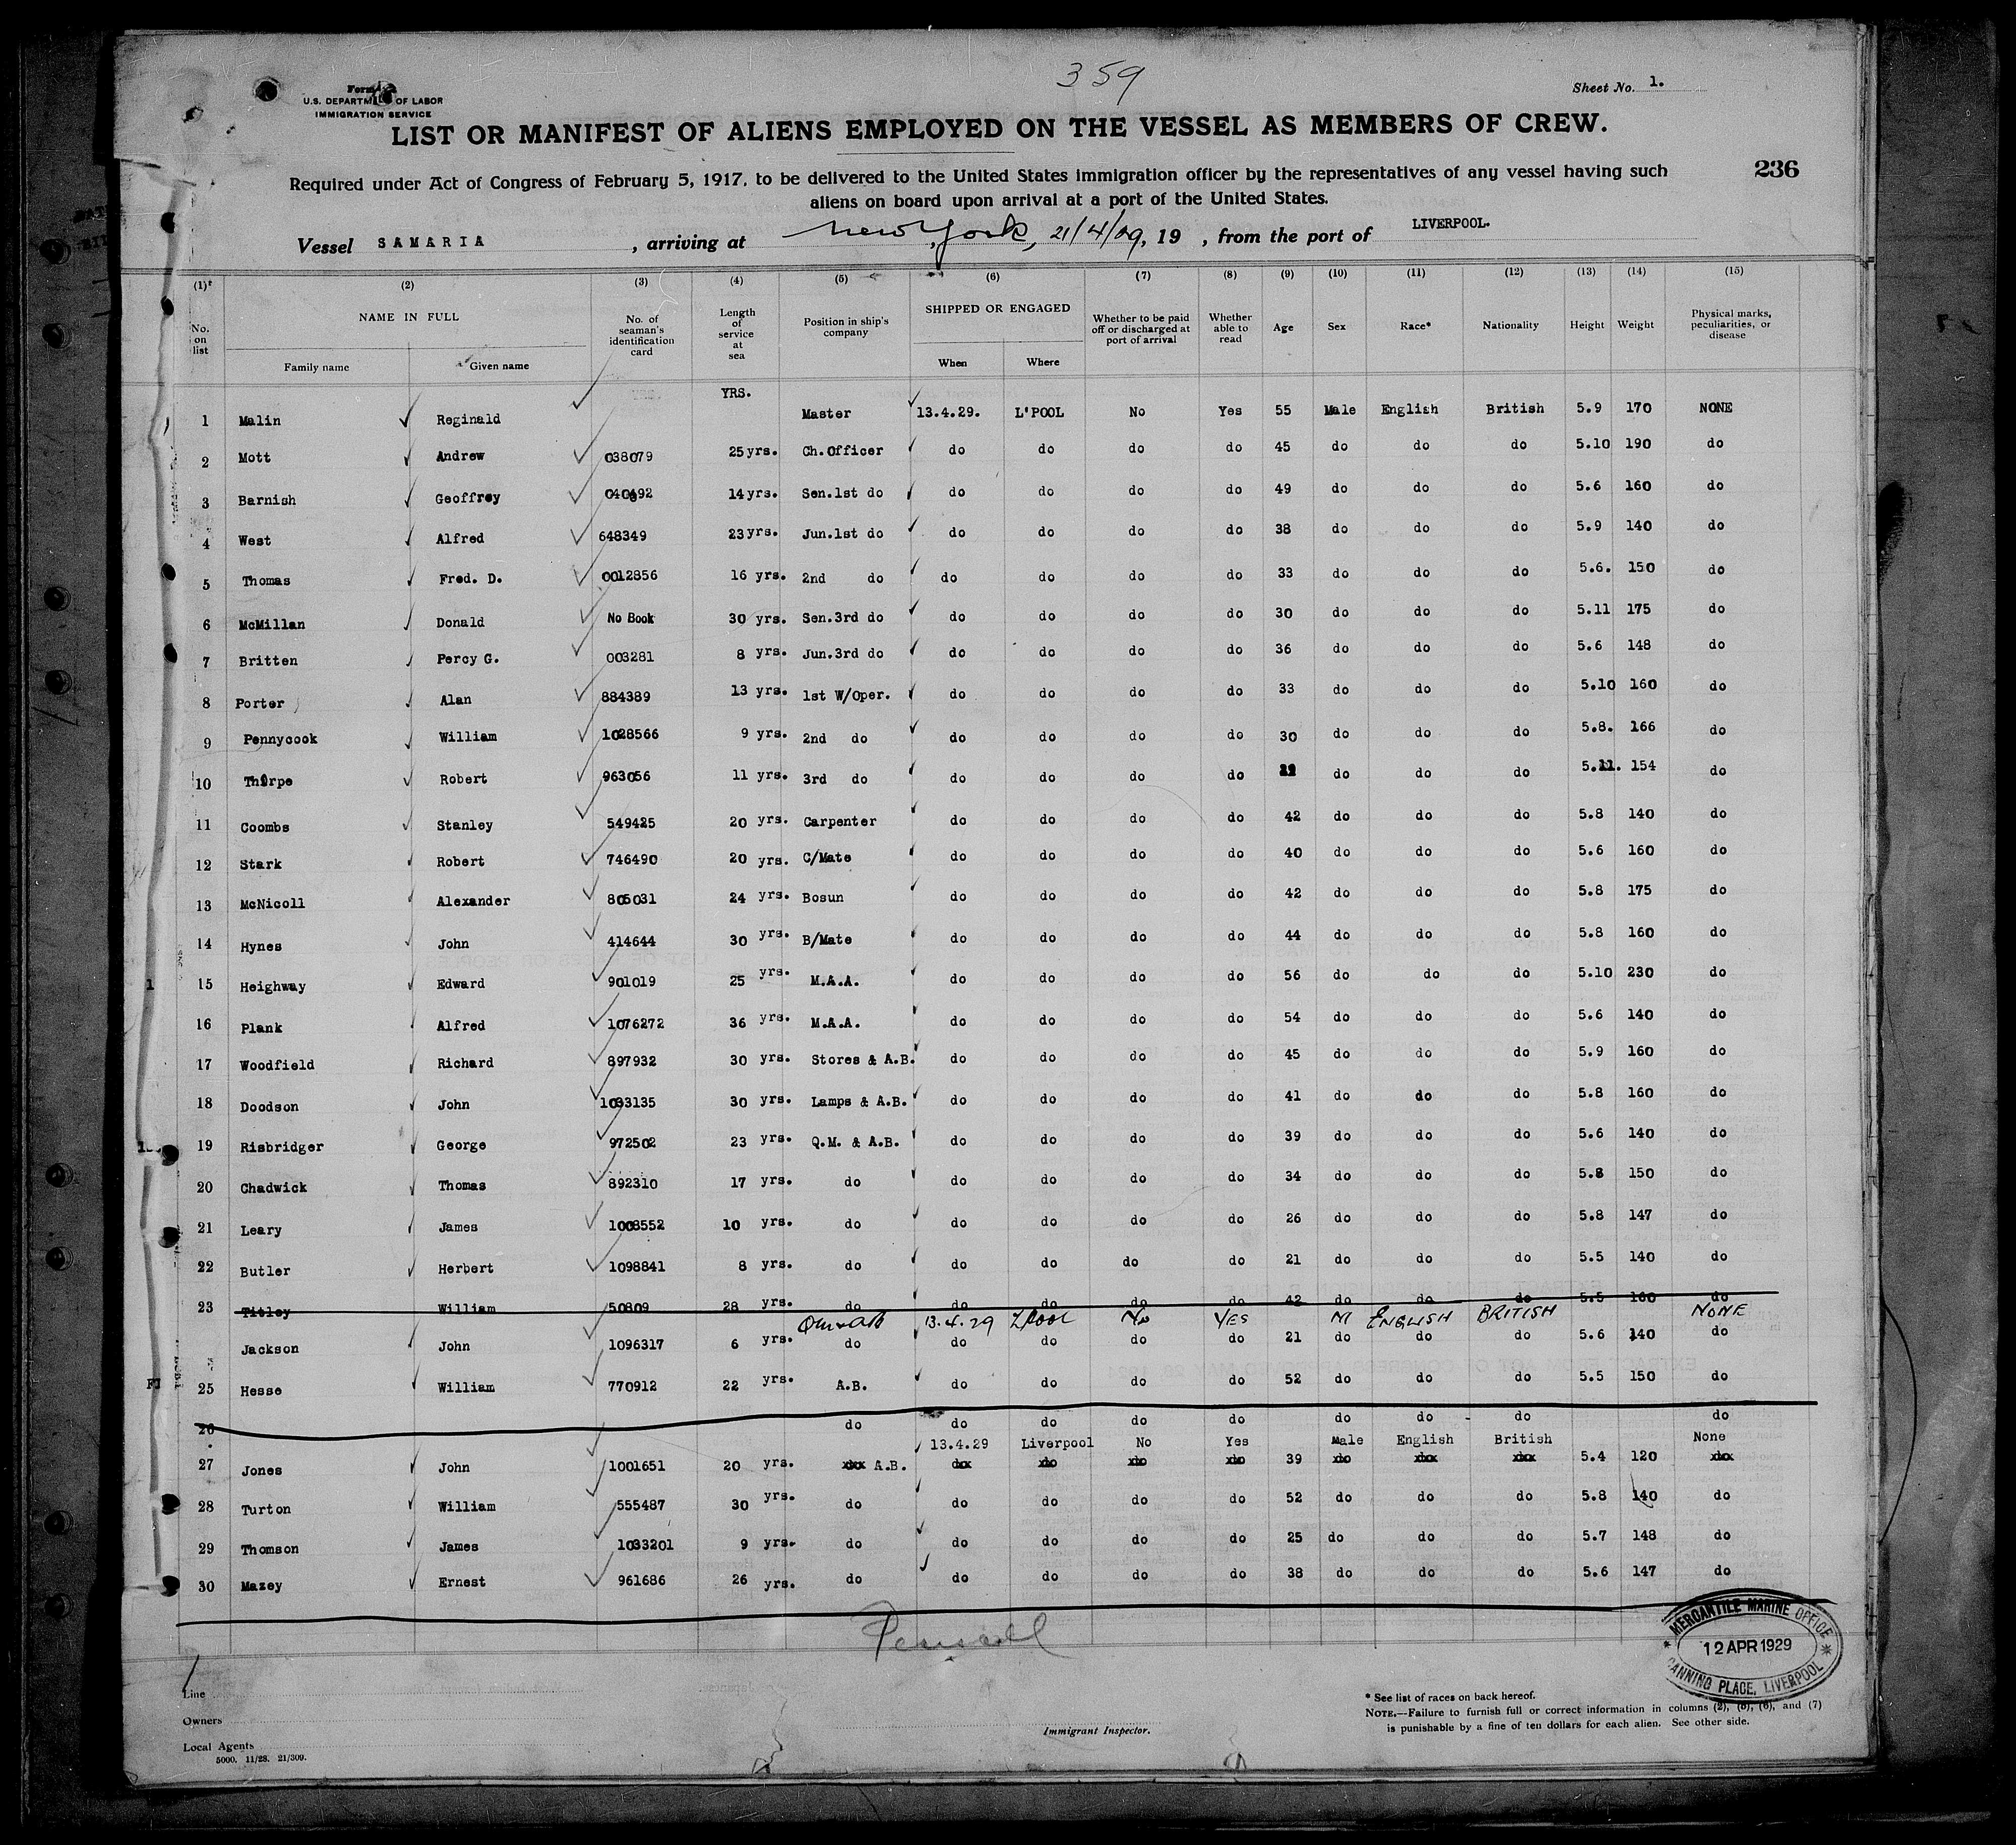 359
Form
U.S. DEPARTMENT OF LABOR
IMMIGRATION SERVICE
Sheet No. 1.
LIST OR MANIFEST OF ALIENS EMPLOYED ON THE VESSEL AS MEMBERS OF CREW.
236
Required under Act of Congress of February 5, 1917, to be delivered to the United States immigration officer by the representatives of any vessel having such
aliens on board upon arrival at a port of the United States.
Vessel SAMARIA , arriving at New York, 21/4/29, 19 , from the port of LIVERPOOL.
(1) (2) (3) (4) (5) (6) (7) (8) (9) (10) (11) (12) (13) (14) (15)
No. on list NAME IN FULL Family name Given name No. of seaman's identification card Length of service at sea Position in ship's company SHIPPED OR ENGAGED When Where Whether to be paid off or discharged at port of arrival Whether able to read Age Sex Race* Nationality Height Weight Physical marks, peculiarities, or disease
YRS.
1 Malin Reginald Master 13.4.29. L'POOL No Yes 55 Male English British 5.9 170 NONE
2 Mott Andrew 038079 25 yrs. Ch.Officer do do do do 45 do do do 5.10 190 do
3 Barnish Geoffrey 14 yrs. Sen.1st do do do do do 49 do do do 5.6 160 do
4 West Alfred 648349 23 yrs. Jun.1st do do do do do 38 do do do 5.9 140 do
5 Thomas Fred. D. 0012856 16 yrs. 2nd do do do do do 33 do do do 5.6. 150 do
6 McMillan Donald No Book 30 yrs. Sen.3rd do do do do do 30 do do do 5.11 175 do
7 Britten Percy G. 003281 8 yrs. Jun.3rd do do do do do 36 do do do 5.6 148 do
8 Porter Alan 884389 13 yrs. 1st W/Oper. do do do do 33 do do do 5.10 160 do
9 Pennycook William 1028566 9 yrs. 2nd do do do do do 30 do do do 5.8. 166 do
10 Thorpe Robert 963056 11 yrs. 3rd do do do do do do do do 5.11. 154 do
11 Coombs Stanley 549425 20 yrs. Carpenter do do do do 42 do do do 5.8 140 do
12 Stark Robert 746490 20 yrs. C/Mate do do do do 40 do do do 5.6 160 do
13 McNicoll Alexander 805031 24 yrs. Bosun do do do do 42 do do do 5.8 175 do
14 Hynes John 414644 30 yrs. B/Mate do do do do 44 do do do 5.8 160 do
1 15 Heighway Edward 901019 25 yrs. M.A.A. do do do do 56 do do do 5.10 230 do
16 Plank Alfred 1076272 36 yrs. M.A.A. do do do do 54 do do do 5.6 140 do
17 Woodfield Richard 897932 30 yrs. Stores & A.B. do do do do 45 do do do 5.9 160 do
18 Doodson John 1093135 30 yrs. Lamps & A.B. do do do do 41 do do do 5.8 160 do
19 Risbridger George 972502 23 yrs. Q.M. & A.B. do do do do 39 do do do 5.6 140 do
20 Chadwick Thomas 892310 17 yrs. do do do do do 34 do do do 5.8 150 do
21 Leary James 1008552 10 yrs. do do do do do 26 do do do 5.8 147 do
22 Butler Herbert 1098841 8 yrs. do do do do do 21 do do do 5.5 140 do
23 Titley William 50809 28 yrs. do do do do do 42 do do do 5.5 160 do
QM & AB 13.4.29 L'POOL No YES M ENGLISH BRITISH NONE
Jackson John 1096317 6 yrs. do do do do do 21 do do do 5.6 140 do
25 Hesse William 770912 22 yrs. A.B. do do do do 52 do do do 5.5 150 do
26 do do do do do do do do do
13.4.29 Liverpool No Yes Male English British None
27 Jones John 1001651 20 yrs. A.B. 39 5.4 120
28 Turton William 555487 30 yrs. do do do do do 52 do do do 5.8 140 do
29 Thomson James 1033201 9 yrs. do do do do do 25 do do do 5.7 148 do
30 Mazey Ernest 961686 26 yrs. do do do do do 38 do do do 5.6 147 do
MERCANTILE MARINE OFFICE
12 APR 1929
CANNING PLACE, LIVERPOOL
Line
Owners
Local Agents
5000. 11/28. 21/309.
Immigrant Inspector.
* See list of races on back hereof.
NOTE.—Failure to furnish full or correct information in columns (2), (5), (6), and (7)
is punishable by a fine of ten dollars for each alien. See other side.